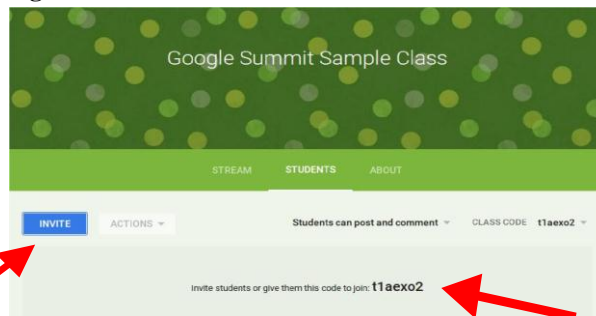 Google Summit Sample Class
STREAM STUDENTS ABOUT
INVITE ACTIONS Students can post and comment CLASS CODE t1aexo2
Invite students or give them this code to join: t1aexo2